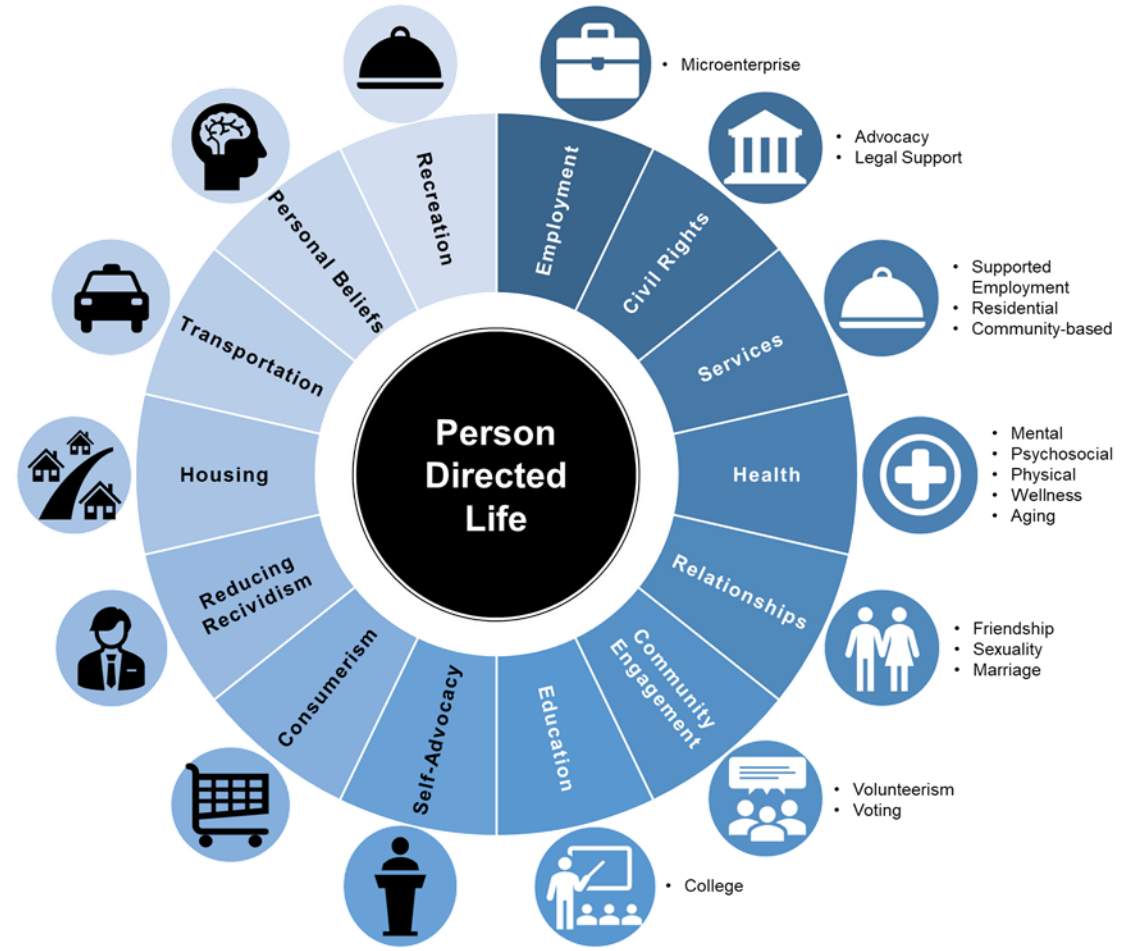 Person
Directed
Life
Employment
• Microenterprise
Civil Rights
• Advocacy
• Legal Support
Services
• Supported
Employment
• Residential
• Community-based
Health
• Mental
• Psychosocial
• Physical
• Wellness
• Aging
Relationships
• Friendship
• Sexuality
• Marriage
Community
Engagement
• Volunteerism
• Voting
Education
• College
Self-Advocacy
Consumerism
Reducing
Recividism
Housing
Transportation
Personal Beliefs
Recreation